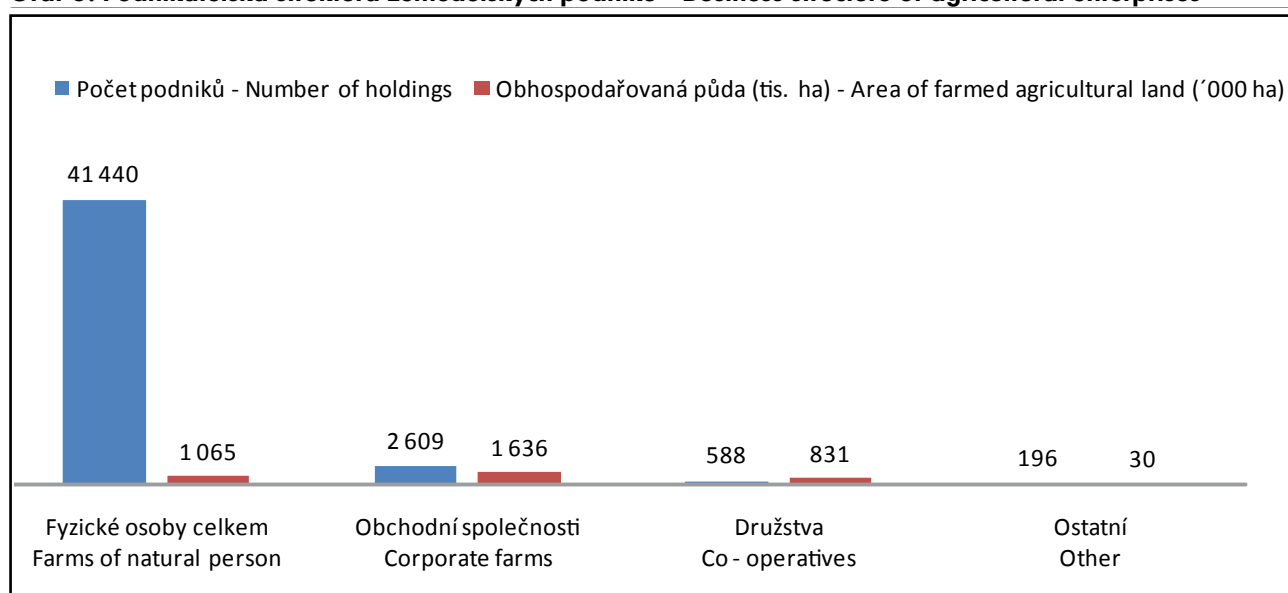 Počet podniků - Number of holdings Obhospodařovaná půda (tis. ha) - Area of farmed agricultural land (´000 ha)
41 440
1 065
2 609
1 636
588
831
196
30
Fyzické osoby celkem
Farms of natural person
Obchodní společnosti
Corporate farms
Družstva
Co - operatives
Ostatní
Other